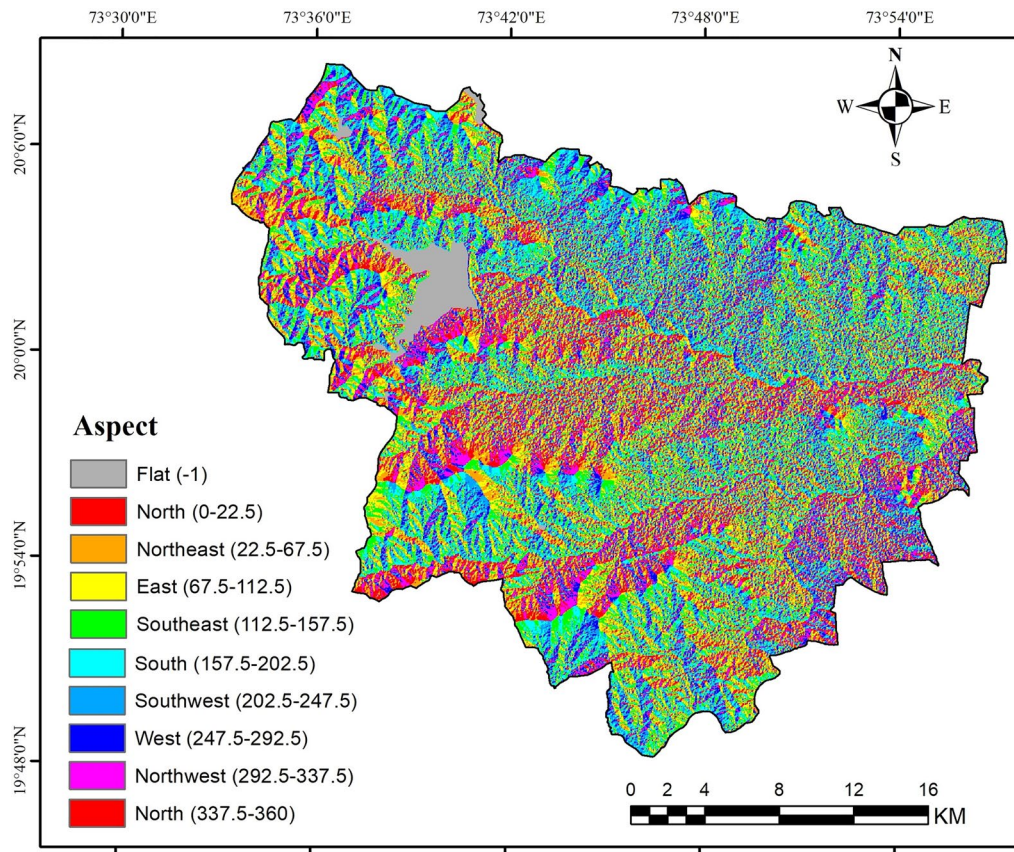 73°30'0"E 73°36'0"E 73°42'0"E 73°48'0"E 73°54'0"E
N
W E
S
20°6'0"N
20°0'0"N
19°54'0"N
19°48'0"N
Aspect
Flat (-1)
North (0-22.5)
Northeast (22.5-67.5)
East (67.5-112.5)
Southeast (112.5-157.5)
South (157.5-202.5)
Southwest (202.5-247.5)
West (247.5-292.5)
Northwest (292.5-337.5)
North (337.5-360)
0 2 4 8 12 16
KM